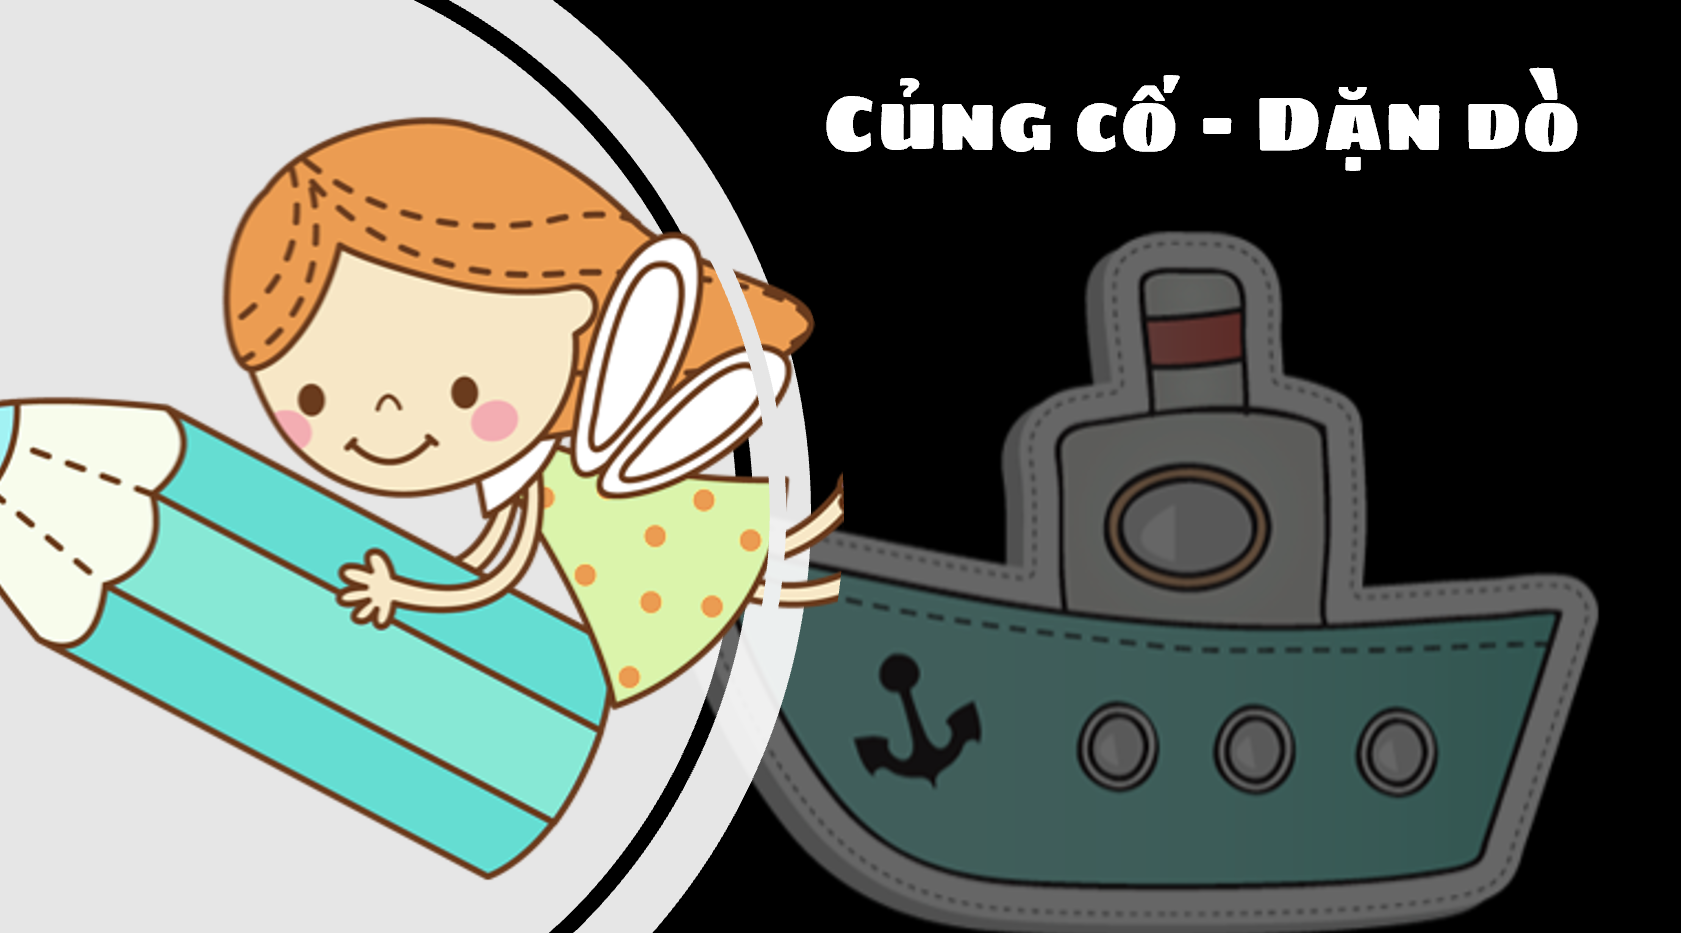 Củng cố - Dặn dò